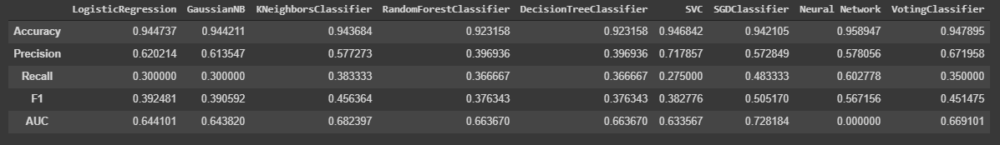 LogisticRegression GaussianNB KNeighborsClassifier RandomForestClassifier DecisionTreeClassifier SVC SGDClassifier Neural Network VotingClassifier
Accuracy 0.944737 0.944211 0.943684 0.923158 0.923158 0.946842 0.942105 0.958947 0.947895
Precision 0.620214 0.613547 0.577273 0.396936 0.396936 0.717857 0.572849 0.578056 0.671958
Recall 0.300000 0.300000 0.383333 0.366667 0.366667 0.275000 0.483333 0.602778 0.350000
F1 0.392481 0.390592 0.456364 0.376343 0.376343 0.382776 0.505170 0.567156 0.451475
AUC 0.644101 0.643820 0.682397 0.663670 0.663670 0.633567 0.728184 0.000000 0.669101